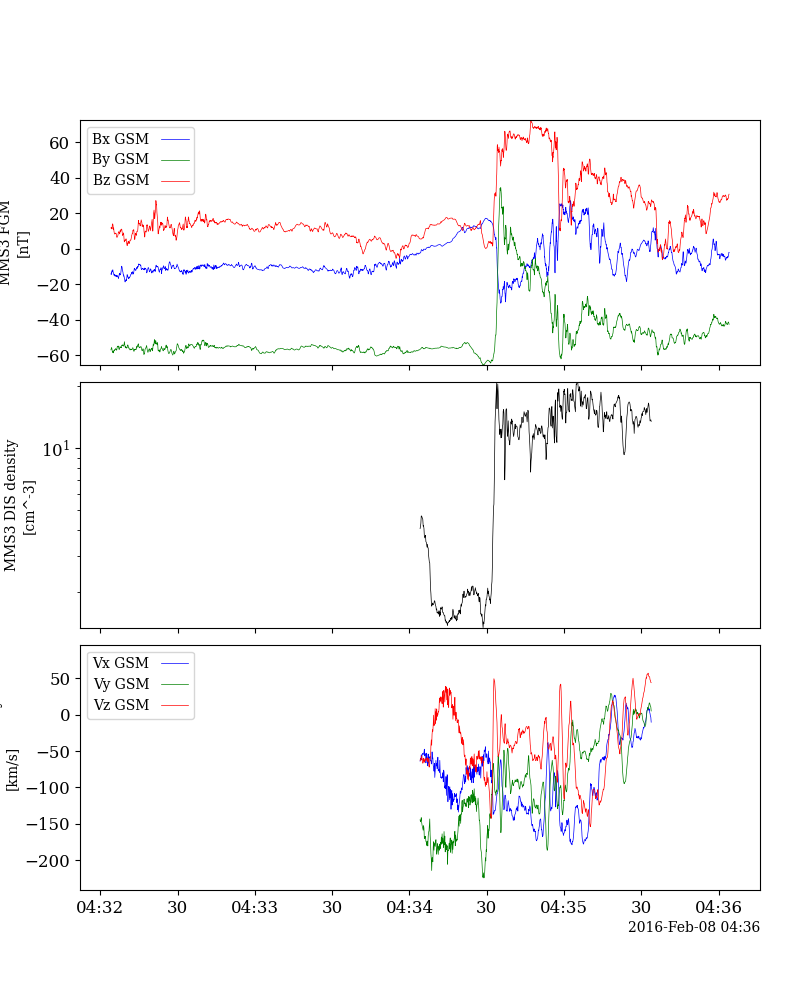 60
40
20
0
−20
−40
−60
MMS3 FGM
[nT]
Bx GSM
By GSM
Bz GSM
10^1
MMS3 DIS density
[cm^-3]
50
0
−50
−100
−150
−200
[km/s]
Vx GSM
Vy GSM
Vz GSM
04:32 30 04:33 30 04:34 30 04:35 30 04:36
2016-Feb-08 04:36